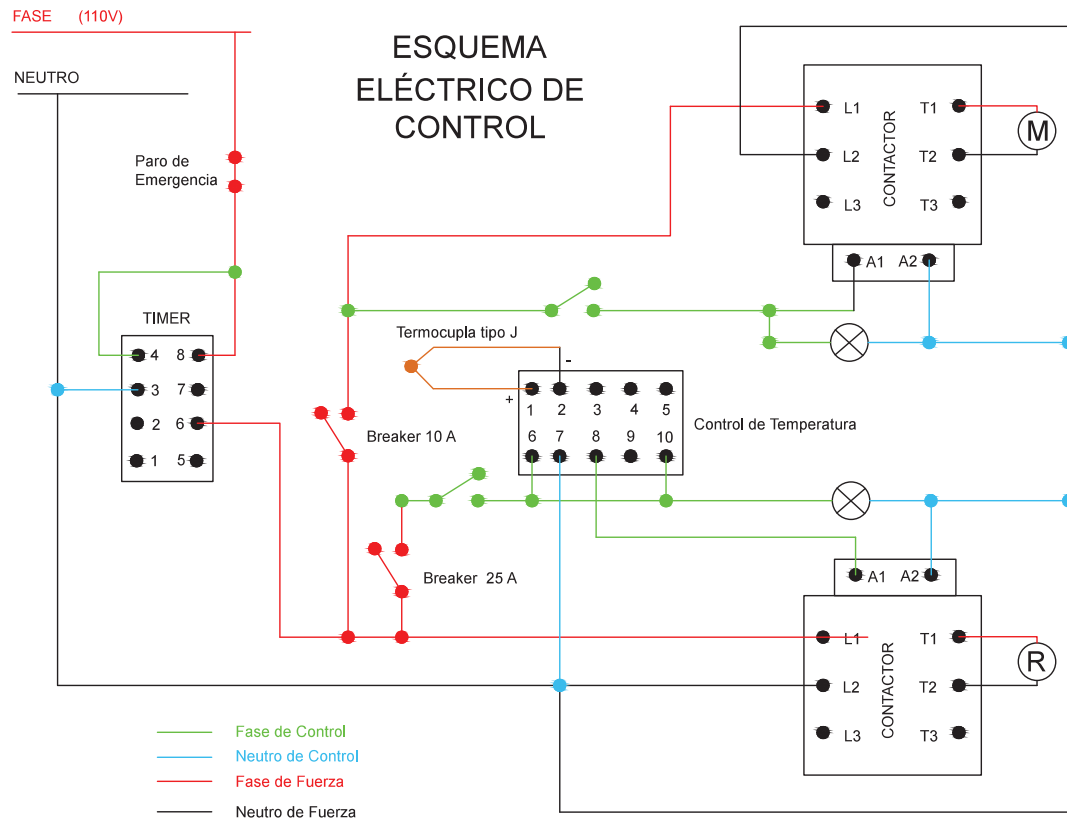 FASE (110V)
NEUTRO
ESQUEMA
ELÉCTRICO DE
CONTROL
Paro de
Emergencia
TIMER
4 8
3 7
2 6
1 5
Termocupla tipo J
-
+
1 2 3 4 5
6 7 8 9 10
Control de Temperatura
Breaker 10 A
Breaker 25 A
L1 T1
L2 T2
L3 T3
CONTACTOR
M
A1 A2
A1 A2
L1 T1
L2 T2
L3 T3
CONTACTOR
R
Fase de Control
Neutro de Control
Fase de Fuerza
Neutro de Fuerza